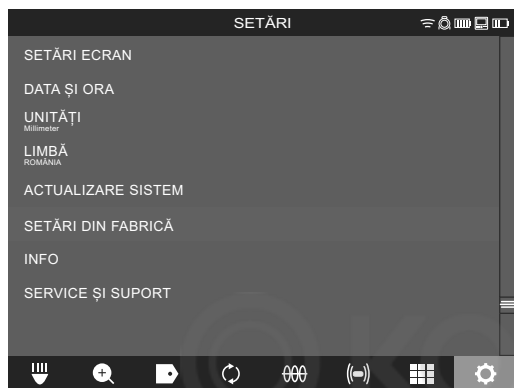 SETĂRI
SETĂRI ECRAN
DATA ȘI ORA
UNITĂȚI
Millimeter
LIMBĂ
ROMÂNIA
ACTUALIZARE SISTEM
SETĂRI DIN FABRICĂ
INFO
SERVICE ȘI SUPORT